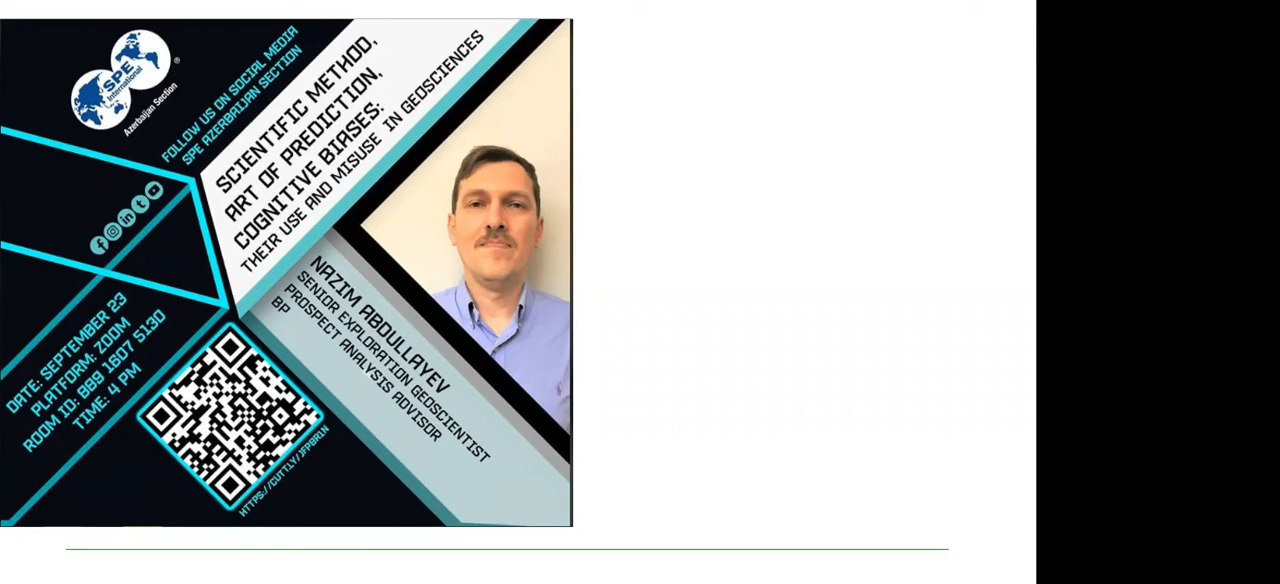 SPE
International
®
Azerbaijan Section
FOLLOW US ON SOCIAL MEDIA
SPE AZERBAIJAN SECTION
SCIENTIFIC METHOD,
ART OF PREDICTION,
COGNITIVE BIASES:
THEIR USE AND MISUSE IN GEOSCIENCES
NAZIM ABDULLAYEV
SENIOR EXPLORATION GEOSCIENTIST
PROSPECT ANALYSIS ADVISOR
BP
DATE: SEPTEMBER 23
PLATFORM: ZOOM
ROOM ID: 889 1607 5130
TIME: 4 PM